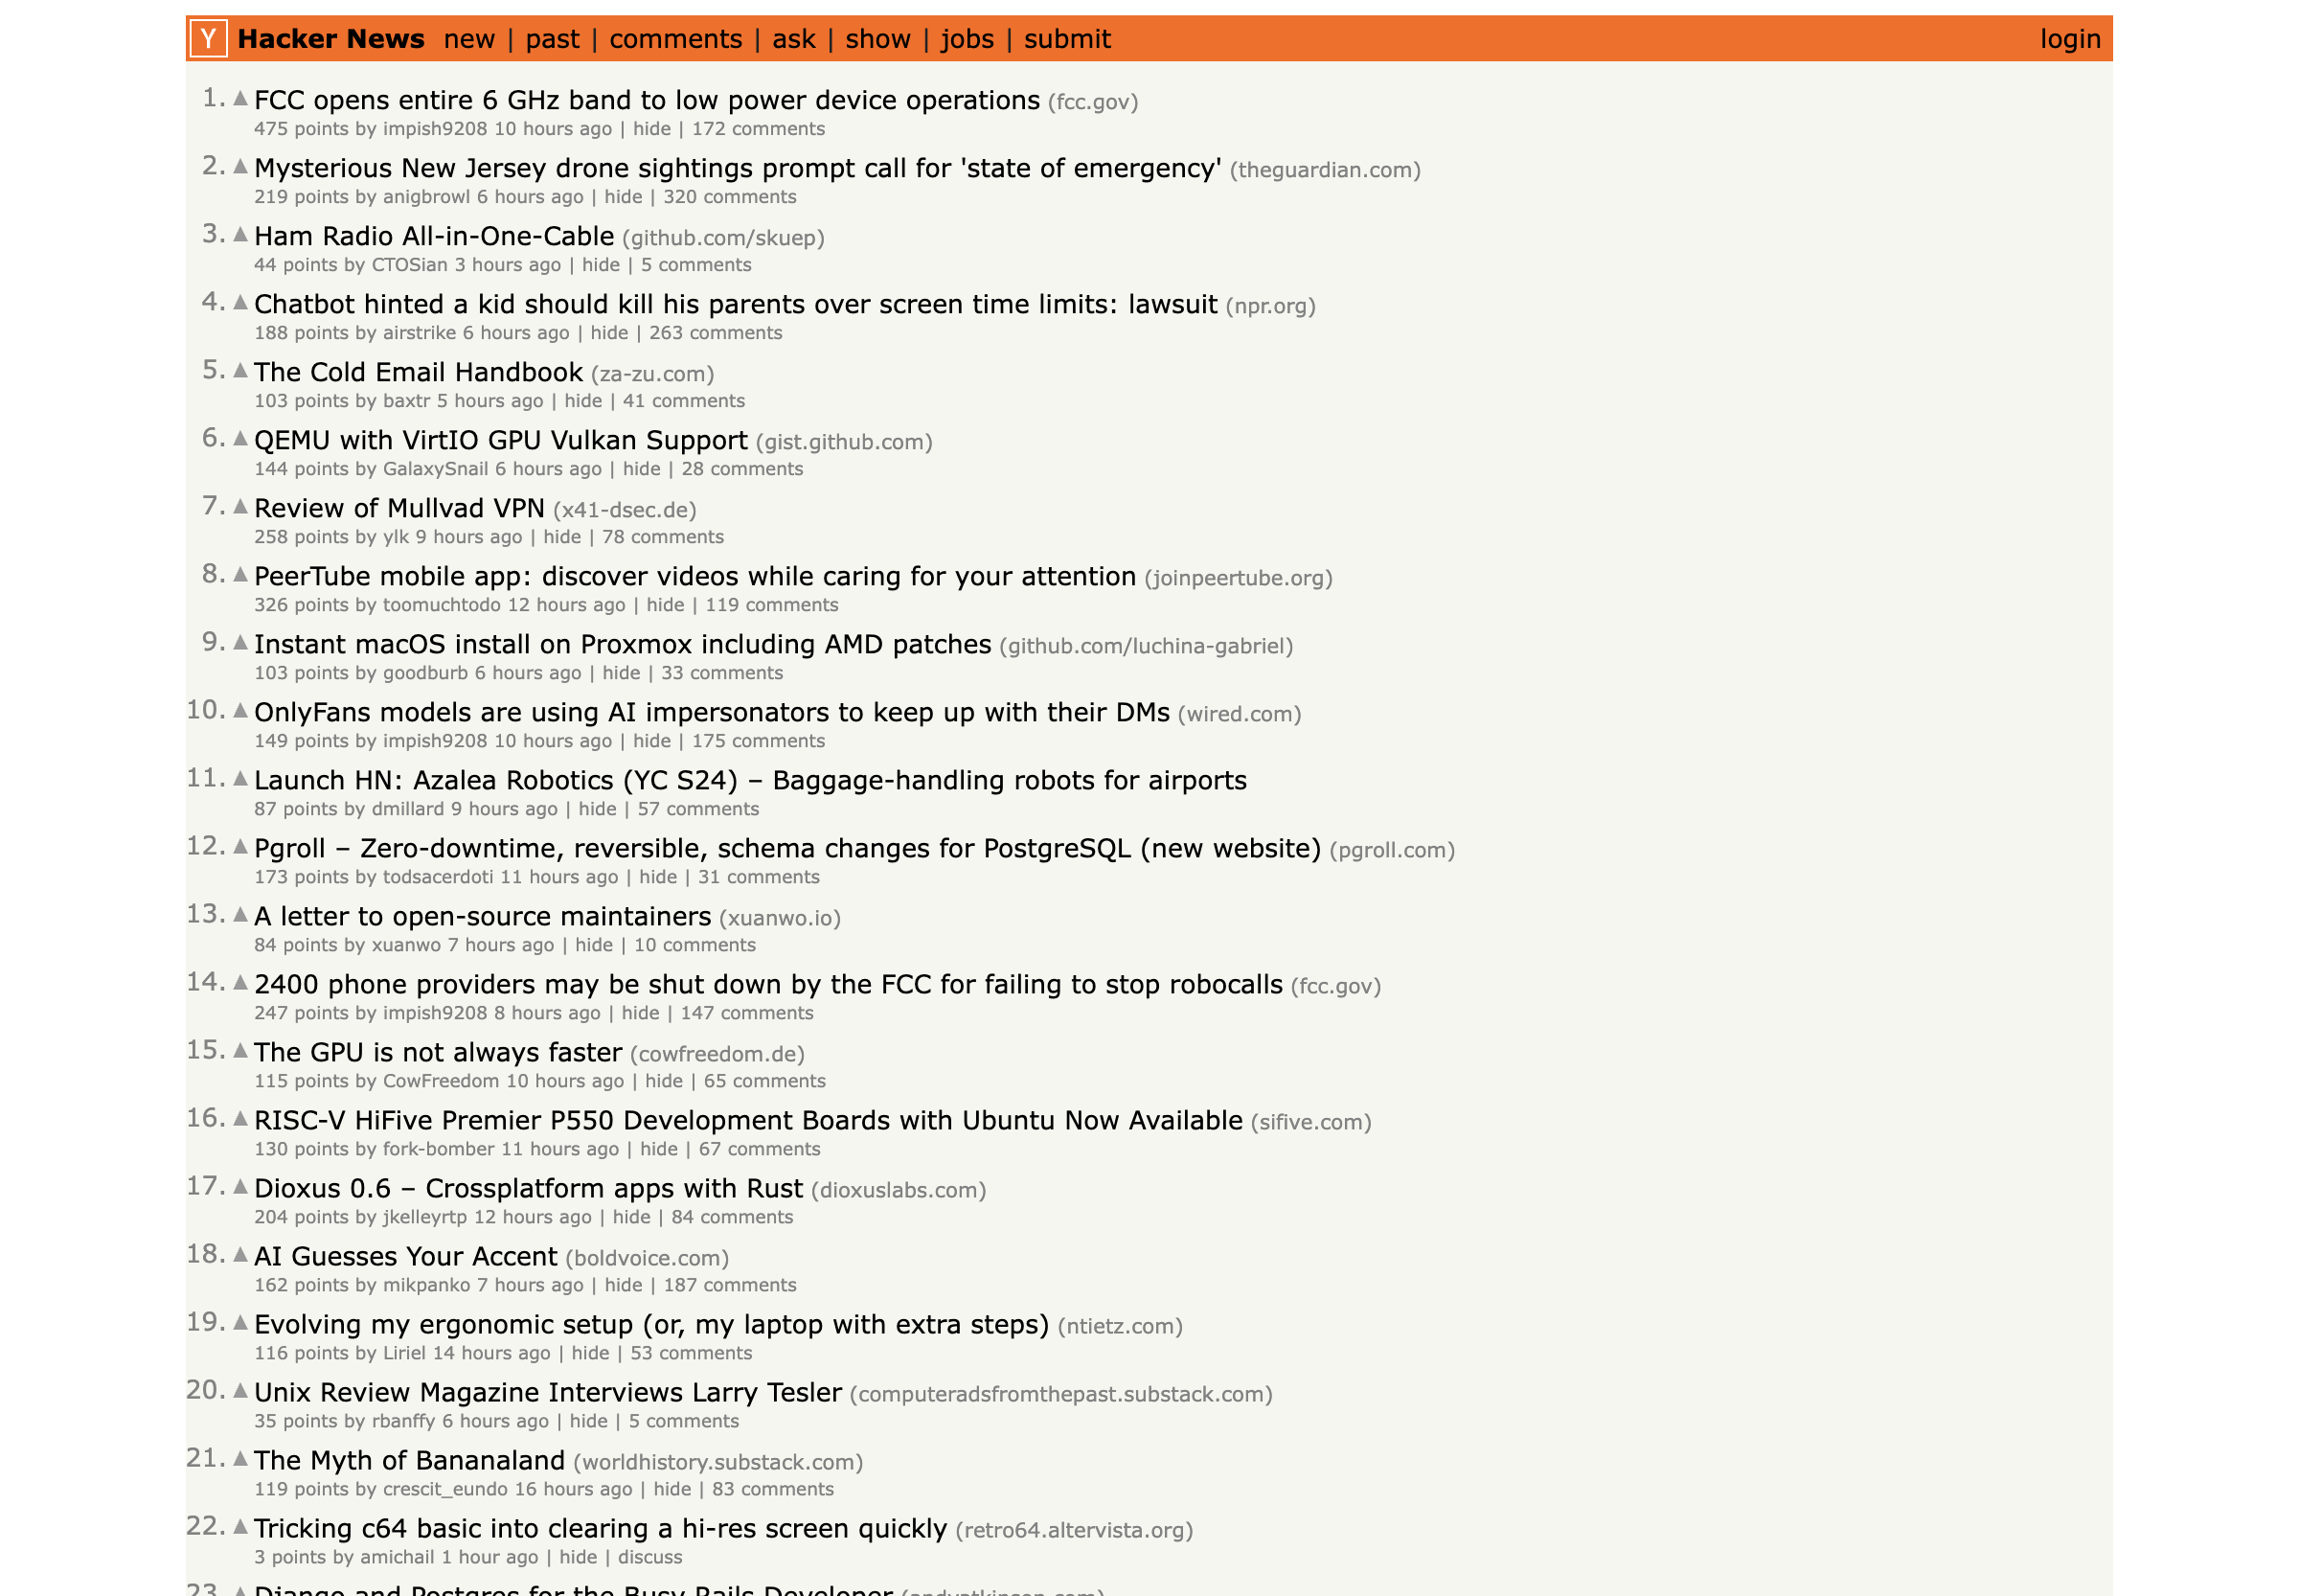 Y Hacker News new | past | comments | ask | show | jobs | submit login
1. ▲ FCC opens entire 6 GHz band to low power device operations (fcc.gov)
475 points by impish9208 10 hours ago | hide | 172 comments
2. ▲ Mysterious New Jersey drone sightings prompt call for 'state of emergency' (theguardian.com)
219 points by anigbrowl 6 hours ago | hide | 320 comments
3. ▲ Ham Radio All-in-One-Cable (github.com/skuep)
44 points by CTOSian 3 hours ago | hide | 5 comments
4. ▲ Chatbot hinted a kid should kill his parents over screen time limits: lawsuit (npr.org)
188 points by airstrike 6 hours ago | hide | 263 comments
5. ▲ The Cold Email Handbook (za-zu.com)
103 points by baxtr 5 hours ago | hide | 41 comments
6. ▲ QEMU with VirtIO GPU Vulkan Support (gist.github.com)
144 points by GalaxySnail 6 hours ago | hide | 28 comments
7. ▲ Review of Mullvad VPN (x41-dsec.de)
258 points by ylk 9 hours ago | hide | 78 comments
8. ▲ PeerTube mobile app: discover videos while caring for your attention (joinpeertube.org)
326 points by toomuchtodo 12 hours ago | hide | 119 comments
9. ▲ Instant macOS install on Proxmox including AMD patches (github.com/luchina-gabriel)
103 points by goodburb 6 hours ago | hide | 33 comments
10. ▲ OnlyFans models are using AI impersonators to keep up with their DMs (wired.com)
149 points by impish9208 10 hours ago | hide | 175 comments
11. ▲ Launch HN: Azalea Robotics (YC S24) – Baggage-handling robots for airports
87 points by dmillard 9 hours ago | hide | 57 comments
12. ▲ Pgroll – Zero-downtime, reversible, schema changes for PostgreSQL (new website) (pgroll.com)
173 points by todsacerdoti 11 hours ago | hide | 31 comments
13. ▲ A letter to open-source maintainers (xuanwo.io)
84 points by xuanwo 7 hours ago | hide | 10 comments
14. ▲ 2400 phone providers may be shut down by the FCC for failing to stop robocalls (fcc.gov)
247 points by impish9208 8 hours ago | hide | 147 comments
15. ▲ The GPU is not always faster (cowfreedom.de)
115 points by CowFreedom 10 hours ago | hide | 65 comments
16. ▲ RISC-V HiFive Premier P550 Development Boards with Ubuntu Now Available (sifive.com)
130 points by fork-bomber 11 hours ago | hide | 67 comments
17. ▲ Dioxus 0.6 – Crossplatform apps with Rust (dioxuslabs.com)
204 points by jkelleyrtp 12 hours ago | hide | 84 comments
18. ▲ AI Guesses Your Accent (boldvoice.com)
162 points by mikpanko 7 hours ago | hide | 187 comments
19. ▲ Evolving my ergonomic setup (or, my laptop with extra steps) (ntietz.com)
116 points by Liriel 14 hours ago | hide | 53 comments
20. ▲ Unix Review Magazine Interviews Larry Tesler (computeradsfromthepast.substack.com)
35 points by rbanffy 6 hours ago | hide | 5 comments
21. ▲ The Myth of Bananaland (worldhistory.substack.com)
119 points by crescit_eundo 16 hours ago | hide | 83 comments
22. ▲ Tricking c64 basic into clearing a hi-res screen quickly (retro64.altervista.org)
3 points by amichail 1 hour ago | hide | discuss
23. ▲ Django and Postgres for the Busy Rails Developer (andyatkinson.com)